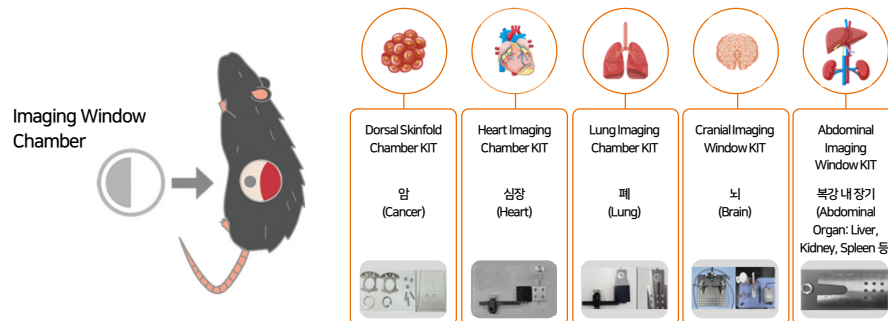 Imaging Window
Chamber
Dorsal Skinfold
Chamber KIT
암
(Cancer)
Heart Imaging
Chamber KIT
심장
(Heart)
Lung Imaging
Chamber KIT
폐
(Lung)
Cranial Imaging
Window KIT
뇌
(Brain)
Abdominal
Imaging
Window KIT
복강 내 장기
(Abdominal
Organ: Liver,
Kidney, Spleen 등